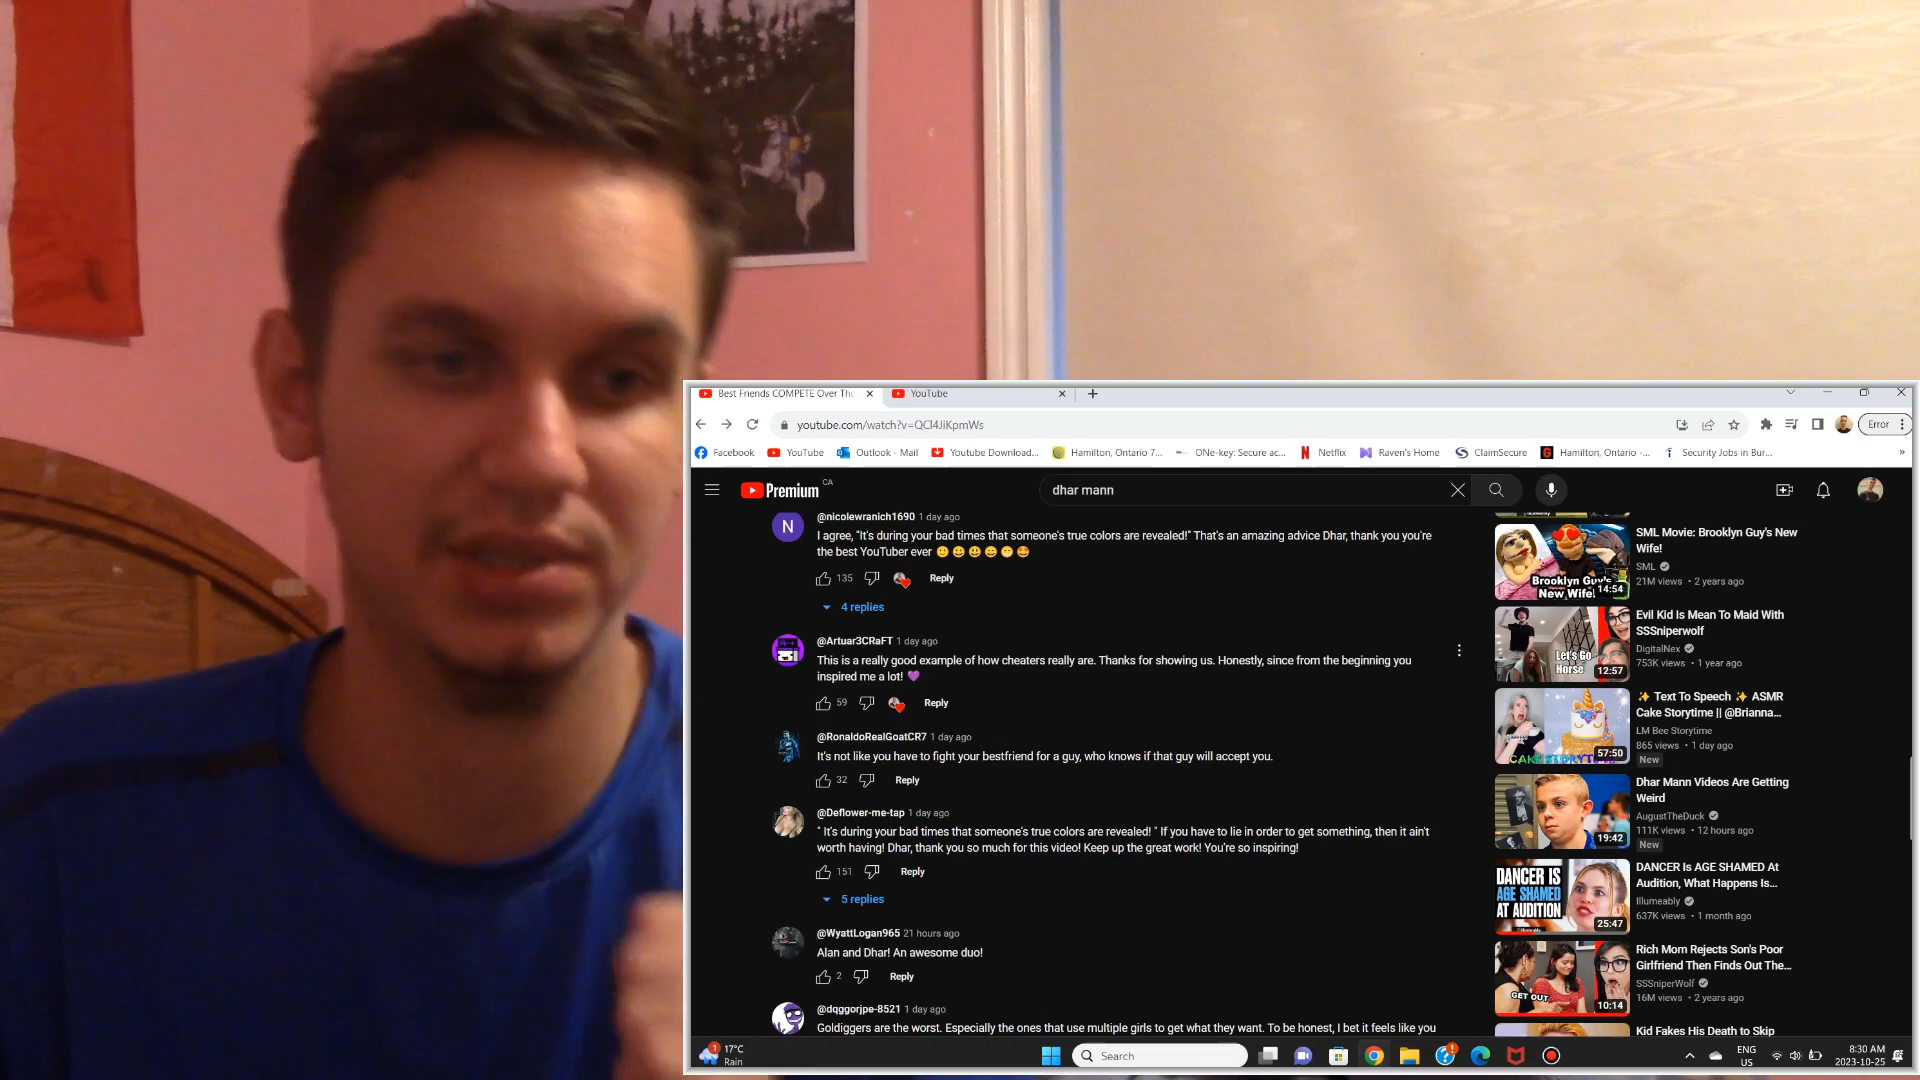 Best Friends COMPETE Over The
YouTube
youtube.com/watch?v=QCl4JiKpmWs
Error
Facebook
YouTube
Outlook - Mail
Youtube Download...
Hamilton, Ontario 7...
ONe-key: Secure ac...
Netflix
Raven's Home
ClaimSecure
Hamilton, Ontario -...
Security Jobs in Bur...
»
Premium CA
dhar mann
@nicolewranich1690 1 day ago
I agree, "It's during your bad times that someone's true colors are revealed!" That's an amazing advice Dhar, thank you you're
the best YouTuber ever 🙂😀😃😄😁🤩
135
Reply
4 replies
@Artuar3CRaFT 1 day ago
This is a really good example of how cheaters really are. Thanks for showing us. Honestly, since from the beginning you
inspired me a lot! 💜
59
Reply
@RonaldoRealGoatCR7 1 day ago
It's not like you have to fight your bestfriend for a guy, who knows if that guy will accept you.
32
Reply
@Deflower-me-tap 1 day ago
" It's during your bad times that someone's true colors are revealed! " If you have to lie in order to get something, then it ain't
worth having! Dhar, thank you so much for this video! Keep up the great work! You're so inspiring!
151
Reply
5 replies
@WyattLogan965 21 hours ago
Alan and Dhar! An awesome duo!
2
Reply
@dqggorjpe-8521 1 day ago
Goldiggers are the worst. Especially the ones that use multiple girls to get what they want. To be honest, I bet it feels like you
Brooklyn Guy's
New Wife!
14:54
SML Movie: Brooklyn Guy's New
Wife!
SML
21M views • 2 years ago
Let's Go
Horse
12:57
Evil Kid Is Mean To Maid With
SSSniperwolf
DigitalNex
753K views • 1 year ago
57:50
CAKE STORYTIME
✨ Text To Speech ✨ ASMR
Cake Storytime || @Brianna...
LM Bee Storytime
865 views • 1 day ago
New
19:42
Dhar Mann Videos Are Getting
Weird
AugustTheDuck
111K views • 12 hours ago
New
DANCER IS
AGE SHAMED
AT AUDITION
25:47
DANCER Is AGE SHAMED At
Audition, What Happens Is...
Illumeably
637K views • 1 month ago
GET OUT
10:14
Rich Mom Rejects Son's Poor
Girlfriend Then Finds Out The...
SSSniperWolf
16M views • 2 years ago
Kid Fakes His Death to Skip
1
17°C
Rain
Search
ENG
US
8:30 AM
2023-10-25